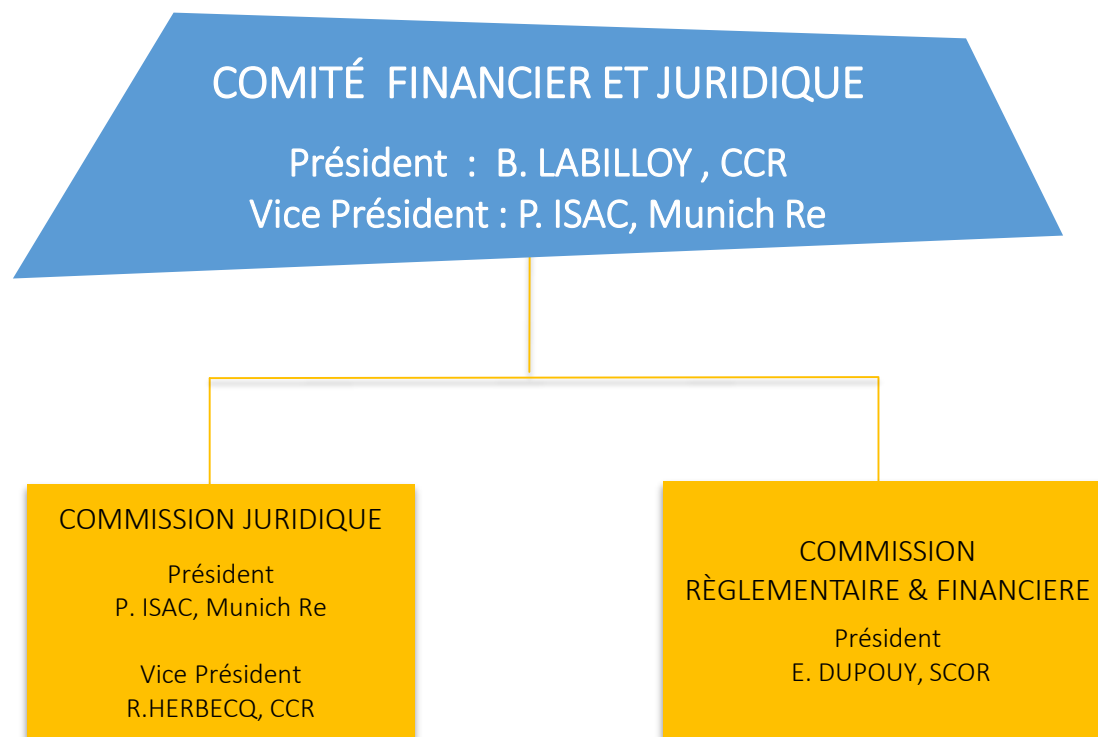 COMITÉ FINANCIER ET JURIDIQUE
Président : B. LABILLOY , CCR
Vice Président : P. ISAC, Munich Re
COMMISSION JURIDIQUE
Président
P. ISAC, Munich Re
Vice Président
R.HERBECQ, CCR
COMMISSION
RÈGLEMENTAIRE & FINANCIERE
Président
E. DUPOUY, SCOR